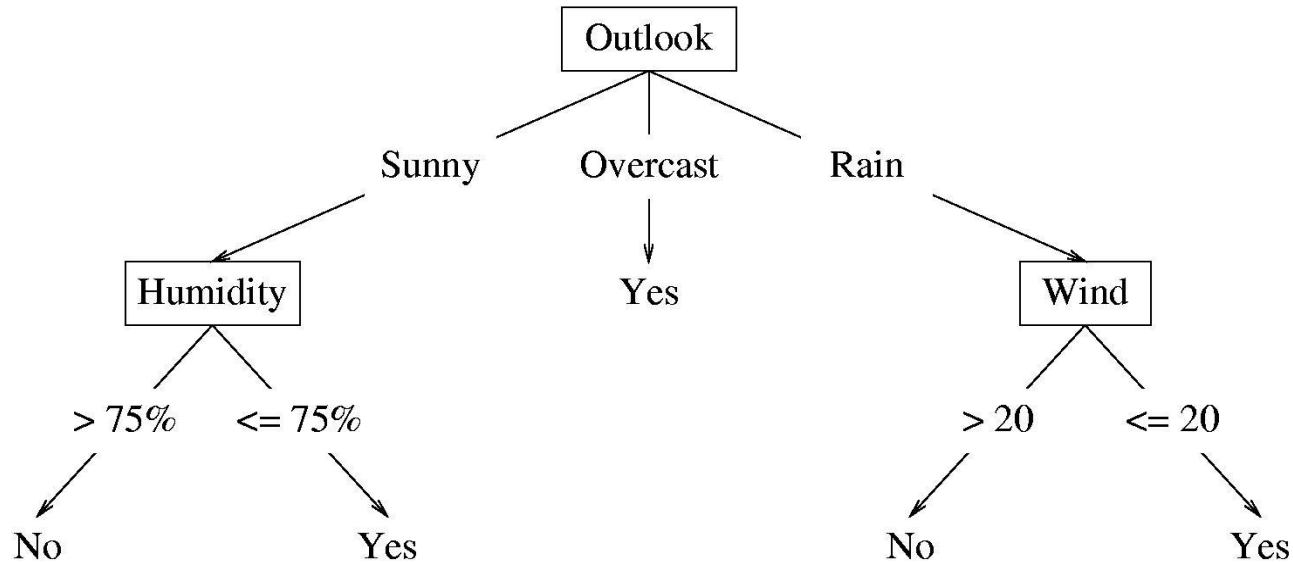 Outlook
Sunny Overcast Rain
Humidity Yes Wind
> 75% <= 75% > 20 <= 20
No Yes No Yes